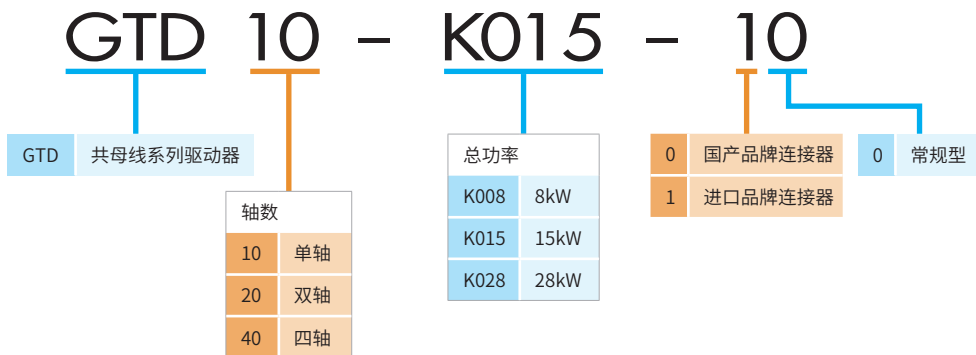 GTD 10 - K015 - 10
GTD 共母线系列驱动器
轴数
10 单轴
20 双轴
40 四轴
总功率
K008 8kW
K015 15kW
K028 28kW
0 国产品牌连接器
1 进口品牌连接器
0 常规型